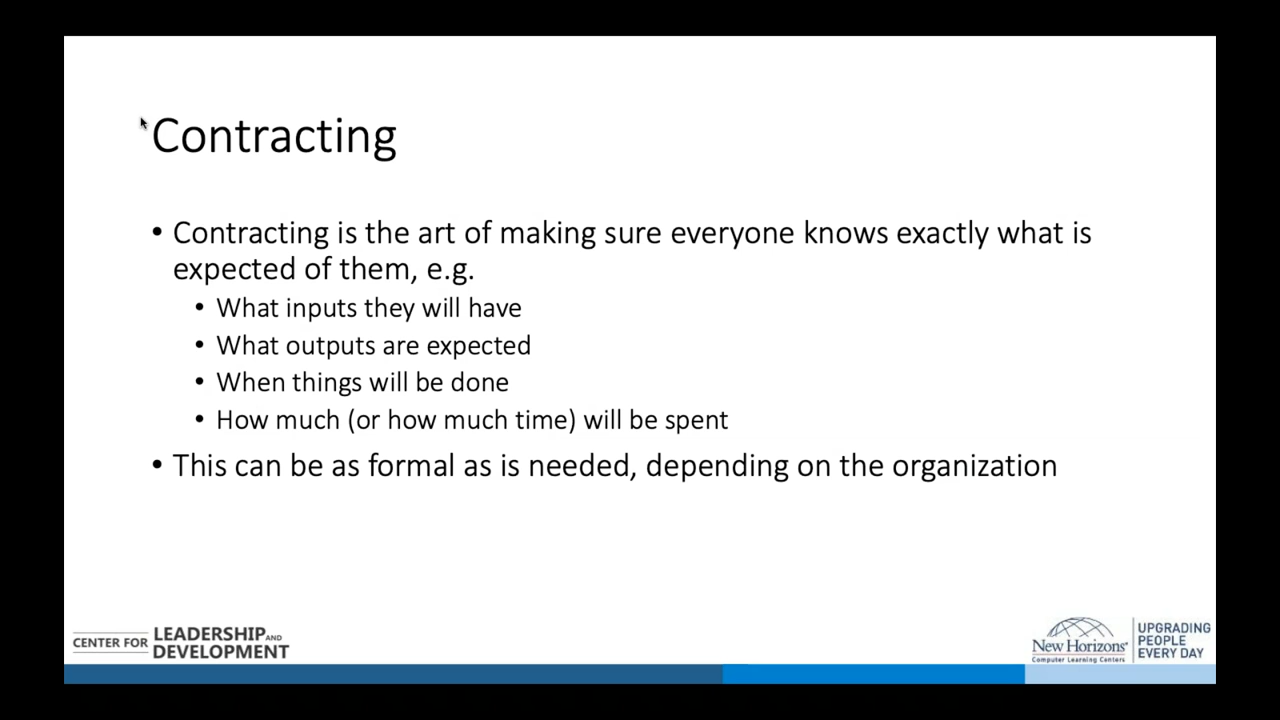 Contracting
• Contracting is the art of making sure everyone knows exactly what is
expected of them, e.g.
• What inputs they will have
• What outputs are expected
• When things will be done
• How much (or how much time) will be spent
• This can be as formal as is needed, depending on the organization
CENTER FOR LEADERSHIP AND
DEVELOPMENT
New Horizons®
Computer Learning Centers
UPGRADING
PEOPLE
EVERY DAY